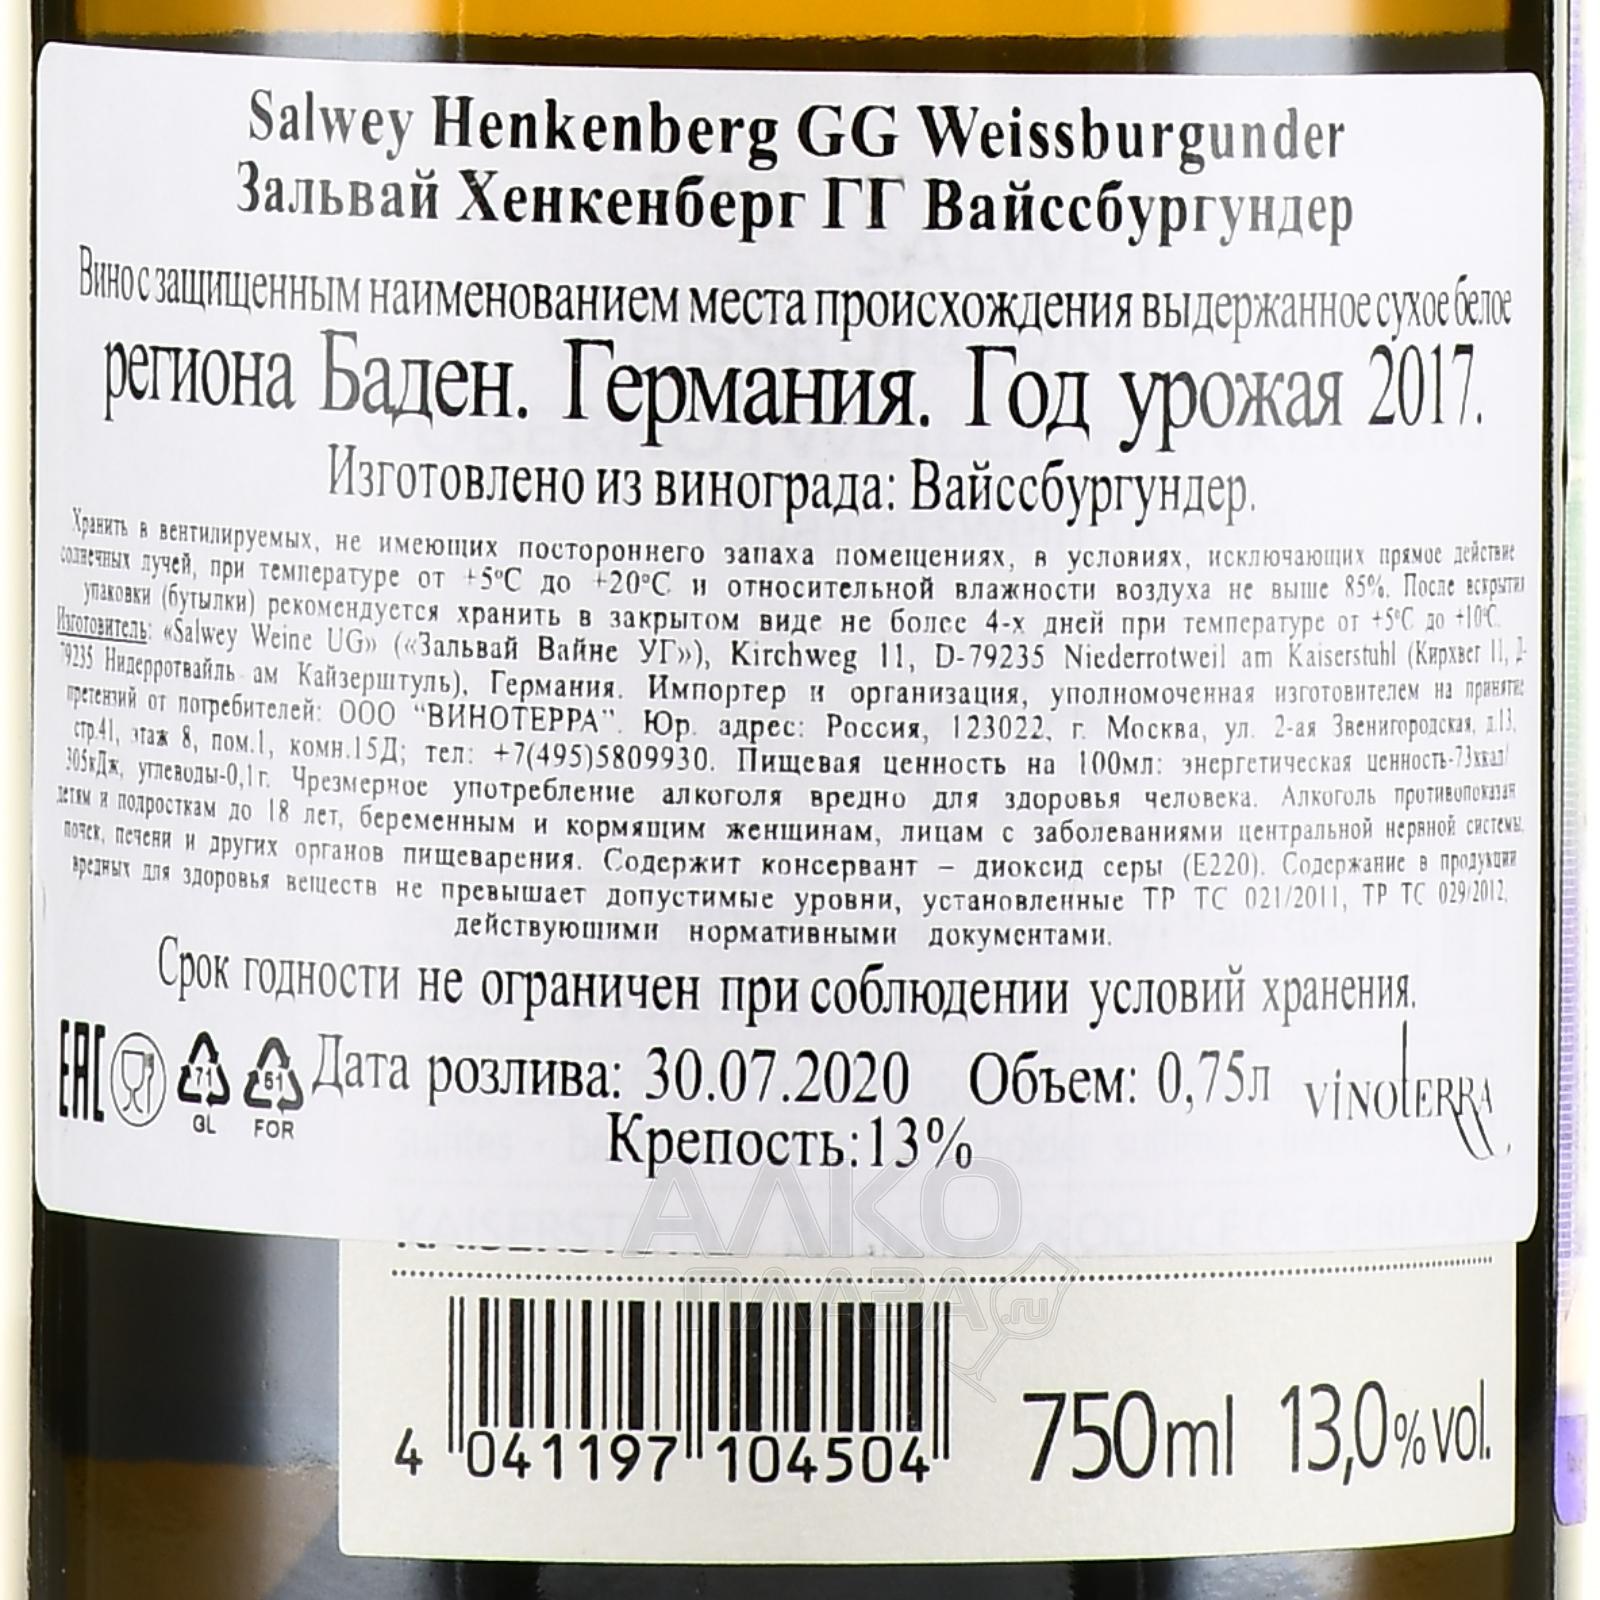 Salwey Henkenberg GG Weissburgunder
Зальвай Хенкенберг ГГ Вайссбургундер
Вино с защищенным наименованием места происхождения выдержанное сухое белое
региона Баден. Германия. Год урожая 2017.
Изготовлено из винограда: Вайссбургундер.
Хранить в вентилируемых, не имеющих постороннего запаха помещениях, в условиях, исключающих прямое действие
солнечных лучей, при температуре от +5°C до +20°C и относительной влажности воздуха не выше 85%. После вскрытия
упаковки (бутылки) рекомендуется хранить в закрытом виде не более 4-х дней при температуре от +5°C до +10°C.
Изготовитель: «Salwey Weine UG» («Зальвай Вайне УГ»), Kirchweg 11, D-79235 Niederrotweil am Kaiserstuhl (Кирхвег 11, Д-
79235 Нидерротвайль ам Кайзерштуль), Германия. Импортер и организация, уполномоченная изготовителем на принятие
претензий от потребителей: ООО "ВИНОТЕРРА". Юр. адрес: Россия, 123022, г. Москва, ул. 2-ая Звенигородская, д.13,
стр.41, этаж 8, пом.1, комн.15Д; тел: +7(495)5809930. Пищевая ценность на 100мл: энергетическая ценность-73ккал/
305кДж, углеводы-0,1г. Чрезмерное употребление алкоголя вредно для здоровья человека. Алкоголь противопоказан
детям и подросткам до 18 лет, беременным и кормящим женщинам, лицам с заболеваниями центральной нервной системы,
почек, печени и других органов пищеварения. Содержит консервант – диоксид серы (E220). Содержание в продукции
вредных для здоровья веществ не превышает допустимые уровни, установленные ТР ТС 021/2011, ТР ТС 029/2012,
действующими нормативными документами.
Срок годности не ограничен при соблюдении условий хранения.
EAC 71 GL 51 FOR Дата розлива: 30.07.2020 Объем: 0,75л VINOTERRA
Крепость:13%
АЛКО
ПЛАЗА.ru
4 041197 104504 750ml 13,0% vol.